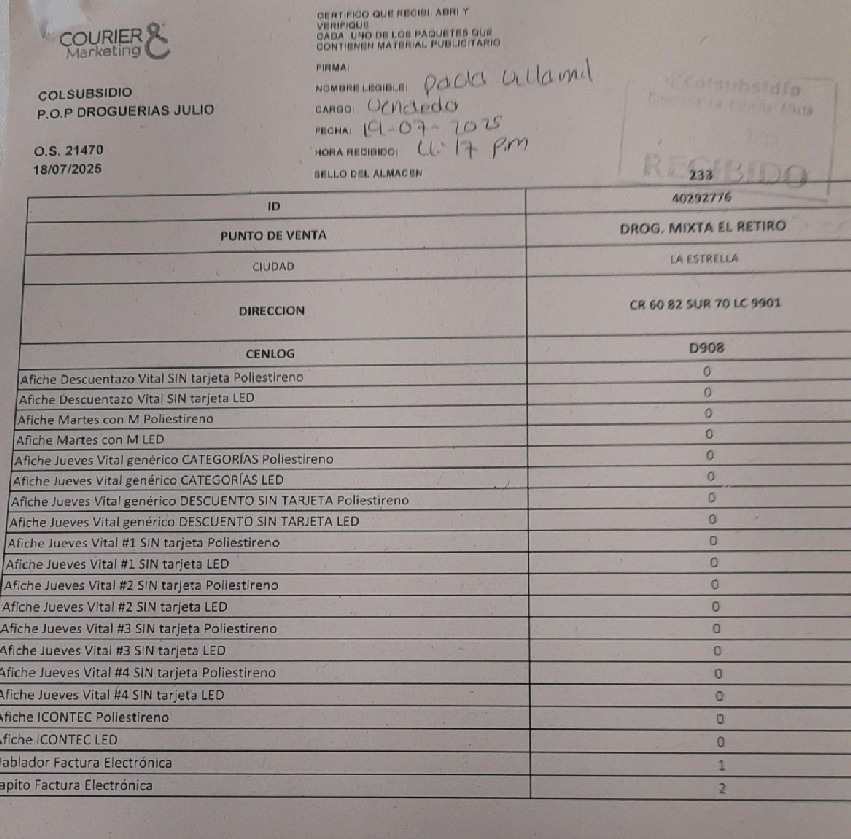 COURIER &
Marketing
COLSUBSIDIO
P.O.P DROGUERIAS JULIO
O.S. 21470
18/07/2025
CERTIFICO QUE RECIBI, ABRI Y
VERIFIQUE
CADA UNO DE LOS PAQUETES QUE
CONTIENEN MATERIAL PUBLICITARIO
FIRMA:
NOMBRE LEGIBLE: Paola Villamil
CARGO: Vendedo
FECHA: 19-07-2025
HORA RECIBIDO: 17 pm
SELLO DEL ALMACEN
Colsubsidio
RECIBIDO
233
ID 40292776
PUNTO DE VENTA DROG. MIXTA EL RETIRO
CIUDAD LA ESTRELLA
DIRECCION CR 60 82 SUR 70 LC 9901
CENLOG D908
Afiche Descuentazo Vital SIN tarjeta Poliestireno 0
Afiche Descuentazo Vital SIN tarjeta LED 0
Afiche Martes con M Poliestireno 0
Afiche Martes con M LED 0
Afiche Jueves Vital genérico CATEGORÍAS Poliestireno 0
Afiche Jueves Vital genérico CATEGORÍAS LED 0
Afiche Jueves Vital genérico DESCUENTO SIN TARJETA Poliestireno 0
Afiche Jueves Vital genérico DESCUENTO SIN TARJETA LED 0
Afiche Jueves Vital #1 SIN tarjeta Poliestireno 0
Afiche Jueves Vital #1 SIN tarjeta LED 0
Afiche Jueves Vital #2 SIN tarjeta Poliestireno 0
Afiche Jueves Vital #2 SIN tarjeta LED 0
Afiche Jueves Vital #3 SIN tarjeta Poliestireno 0
Afiche Jueves Vital #3 SIN tarjeta LED 0
Afiche Jueves Vital #4 SIN tarjeta Poliestireno 0
Afiche Jueves Vital #4 SIN tarjeta LED 0
Afiche ICONTEC Poliestireno 0
fiche ICONTEC LED 0
ablador Factura Electrónica 1
apito Factura Electrónica 2